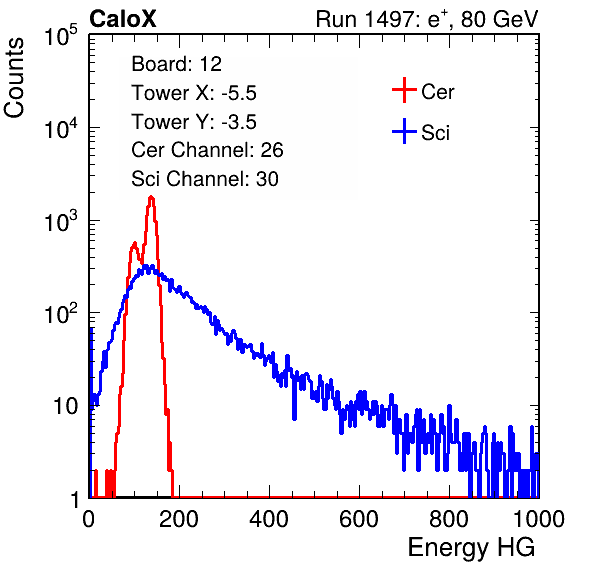 CaloX Run 1497: e⁺, 80 GeV
Counts
10⁵
10⁴
10³
10²
10
1
Board: 12
Tower X: -5.5
Tower Y: -3.5
Cer Channel: 26
Sci Channel: 30
Cer
Sci
0 200 400 600 800 1000
Energy HG